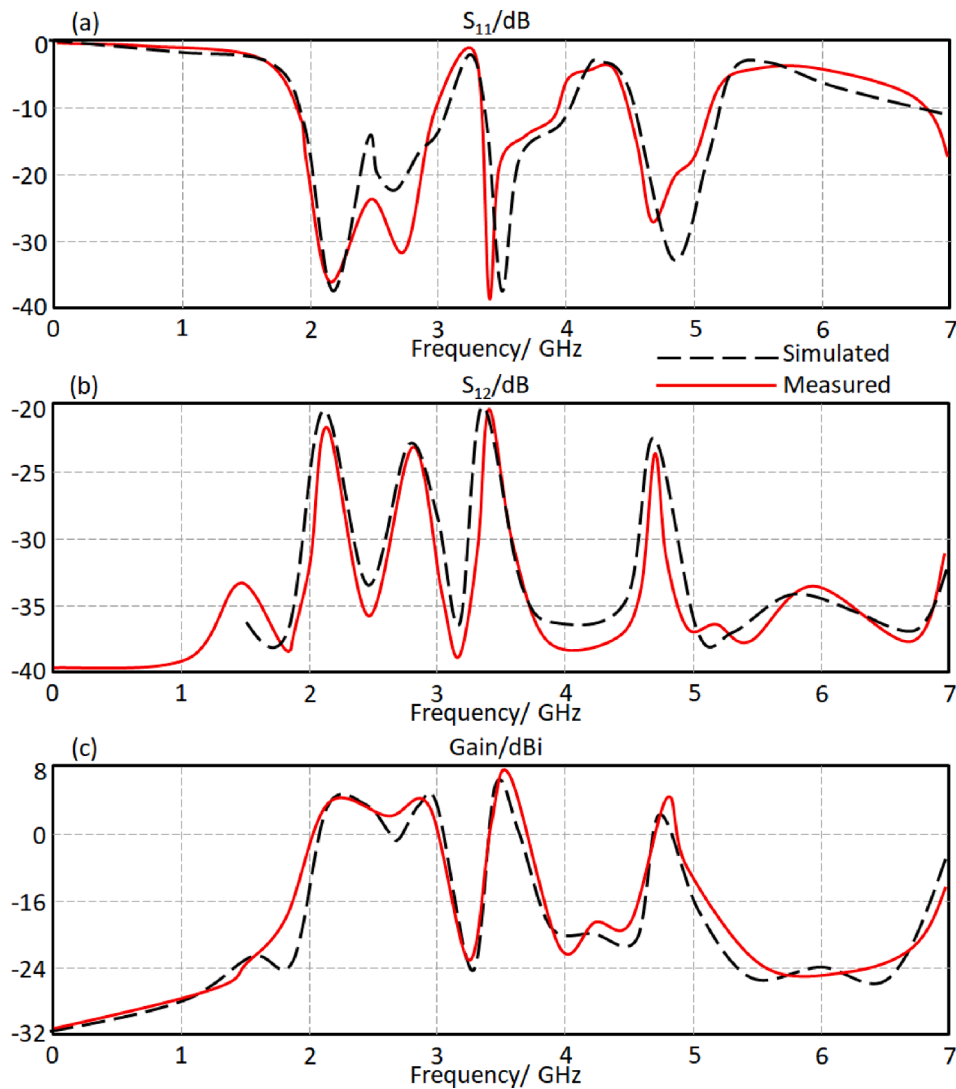 (a)
S₁₁/dB
0
-10
-20
-30
-40
0 1 2 3 4 5 6 7
Frequency/ GHz
Simulated
Measured
(b)
S₁₂/dB
-20
-25
-30
-35
-40
0 1 2 3 4 5 6 7
Frequency/ GHz
(c)
Gain/dBi
8
0
-16
-24
-32
0 1 2 3 4 5 6 7
Frequency/ GHz